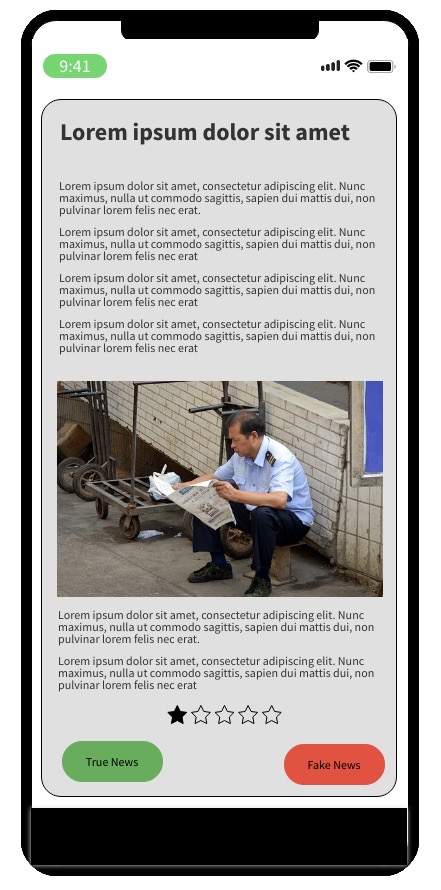 9:41
Lorem ipsum dolor sit amet
Lorem ipsum dolor sit amet, consectetur adipiscing elit. Nunc
maximus, nulla ut commodo sagittis, sapien dui mattis dui, non
pulvinar lorem felis nec erat.
Lorem ipsum dolor sit amet, consectetur adipiscing elit. Nunc
maximus, nulla ut commodo sagittis, sapien dui mattis dui, non
pulvinar lorem felis nec erat
Lorem ipsum dolor sit amet, consectetur adipiscing elit. Nunc
maximus, nulla ut commodo sagittis, sapien dui mattis dui, non
pulvinar lorem felis nec erat
Lorem ipsum dolor sit amet, consectetur adipiscing elit. Nunc
maximus, nulla ut commodo sagittis, sapien dui mattis dui, non
pulvinar lorem felis nec erat
Lorem ipsum dolor sit amet, consectetur adipiscing elit. Nunc
maximus, nulla ut commodo sagittis, sapien dui mattis dui, non
pulvinar lorem felis nec erat.
Lorem ipsum dolor sit amet, consectetur adipiscing elit. Nunc
maximus, nulla ut commodo sagittis, sapien dui mattis dui, non
pulvinar lorem felis nec erat
True News
Fake News